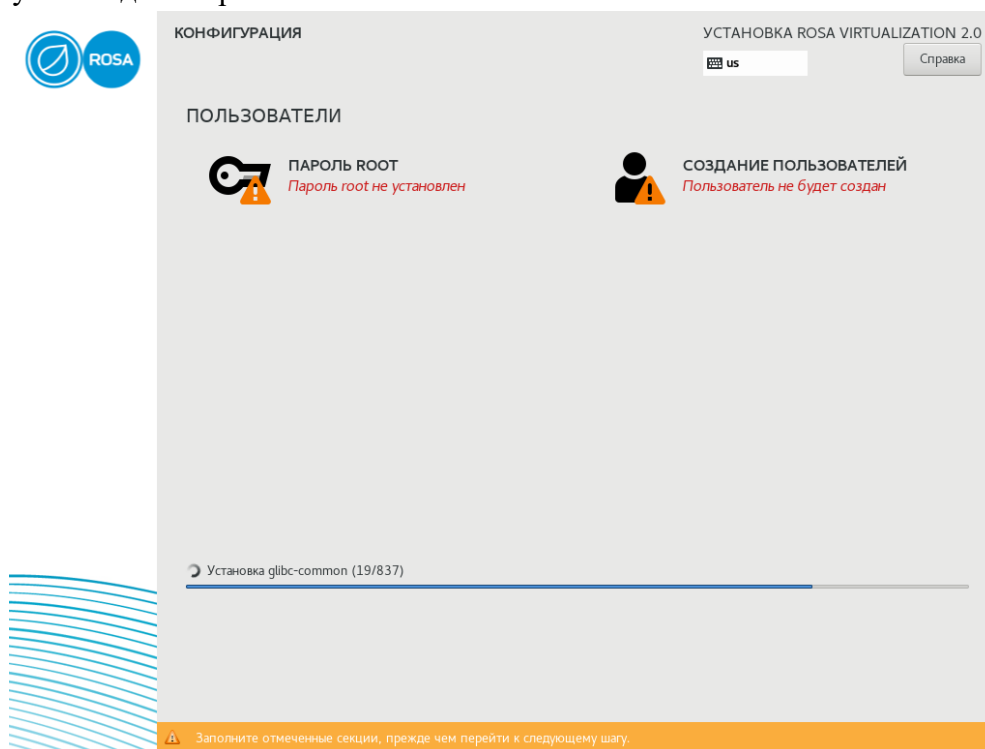 КОНФИГУРАЦИЯ
УСТАНОВКА ROSA VIRTUALIZATION 2.0
us
Справка
ROSA
ПОЛЬЗОВАТЕЛИ
ПАРОЛЬ ROOT
Пароль root не установлен
СОЗДАНИЕ ПОЛЬЗОВАТЕЛЕЙ
Пользователь не будет создан
Установка glibc-common (19/837)
Заполните отмеченные секции, прежде чем перейти к следующему шагу.